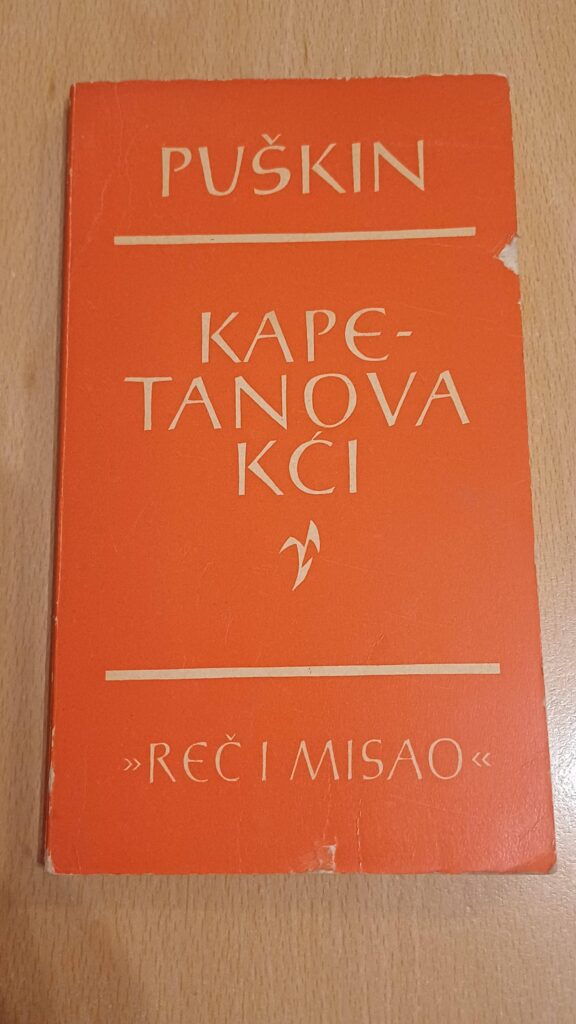 PUŠKIN
KAPE-
TANOVA
KĆI
»REČ I MISAO«